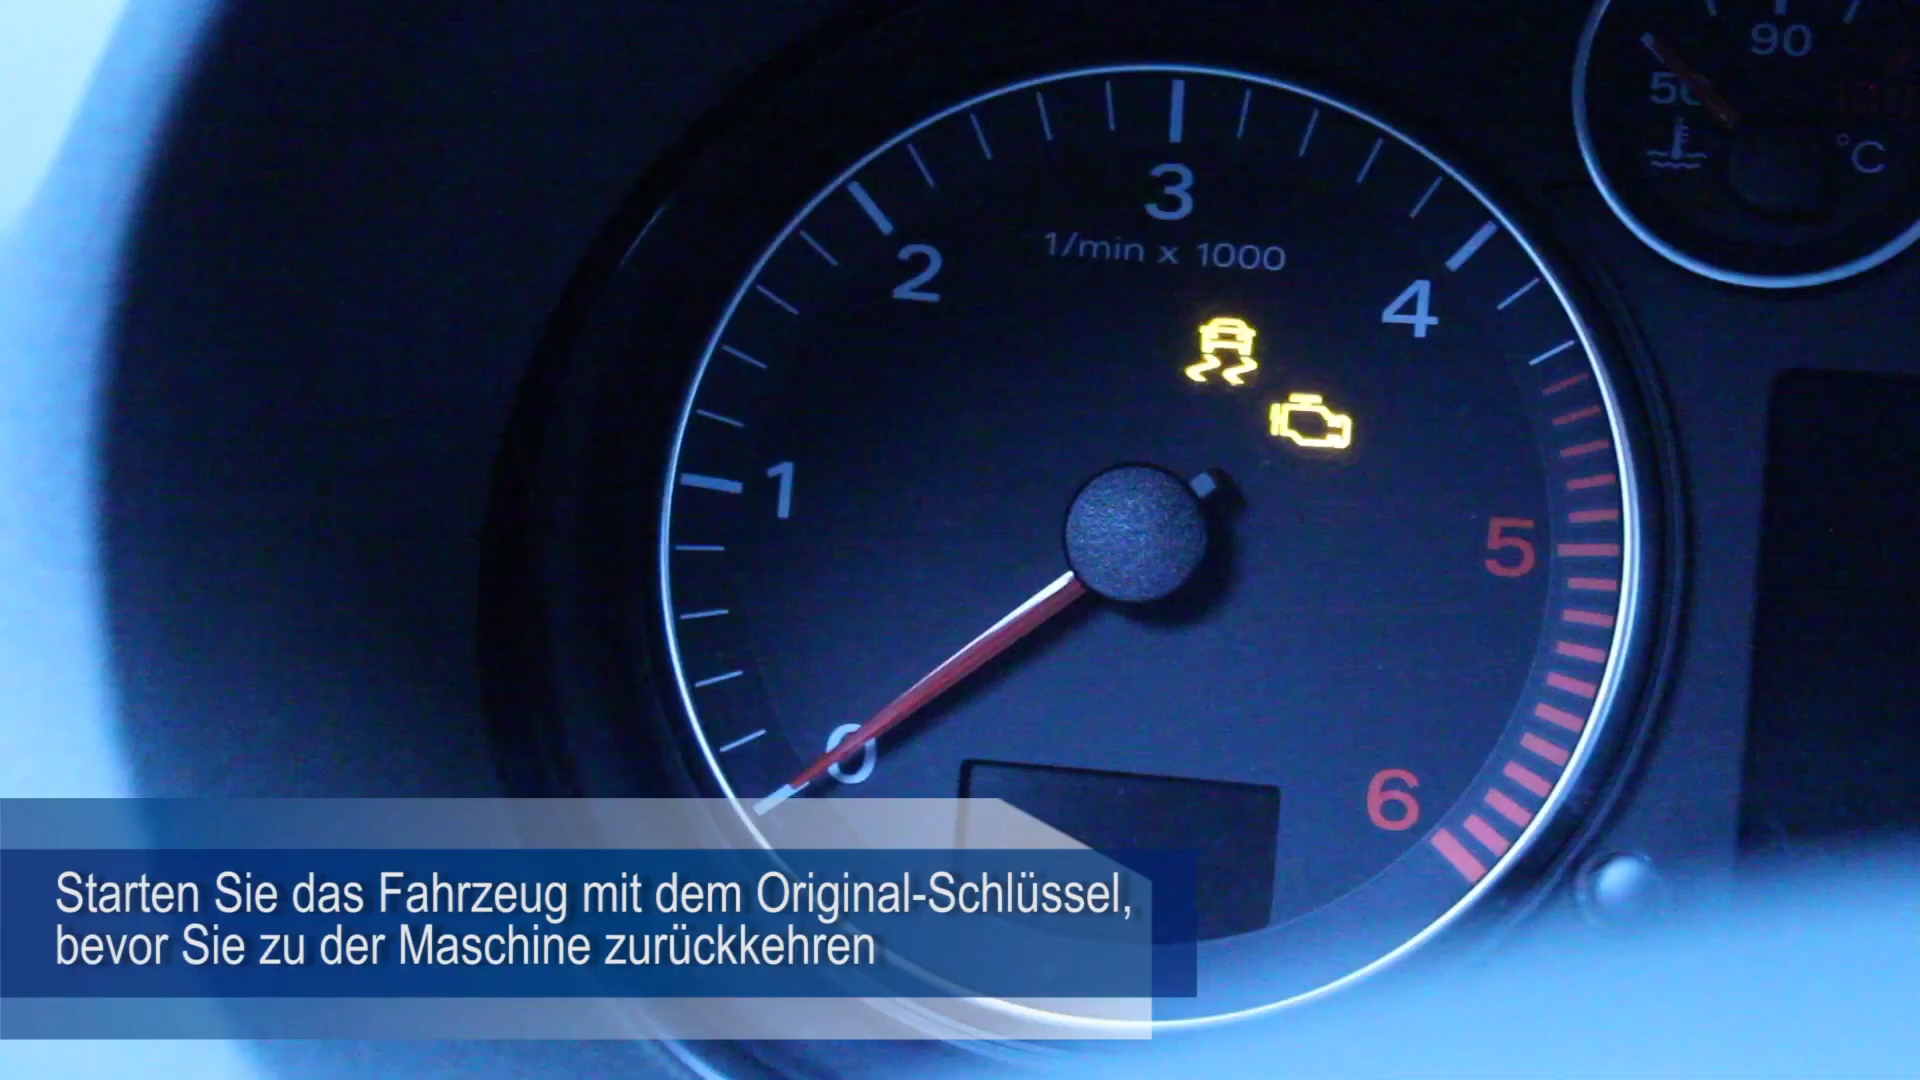 90
50
°C
3
1/min x 1000
2
4
1
5
0
6
Starten Sie das Fahrzeug mit dem Original-Schlüssel,
bevor Sie zu der Maschine zurückkehren